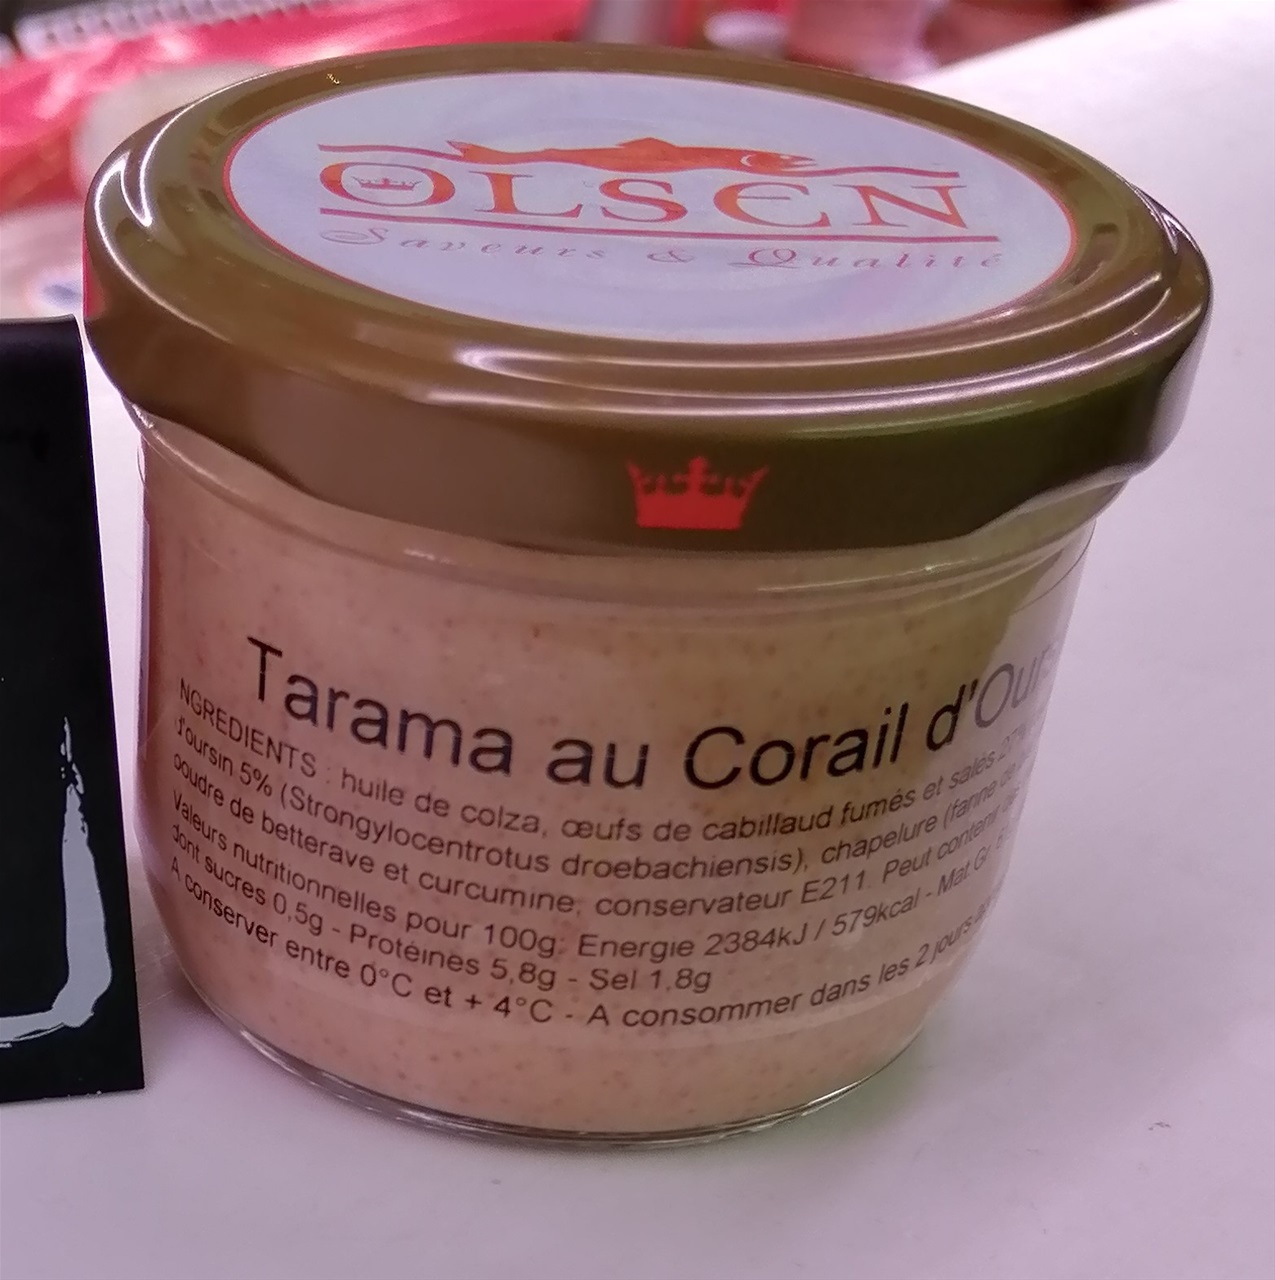 OLSEN
Saveurs & Qualité
Tarama au Corail
NGREDIENTS : huile de colza, œufs de cabillaud fumés et salés
d'oursin 5% (Strongylocentrotus droebachiensis), chapelure (farine de
poudre de betterave et curcumine, conservateur E211. Peut contenir
Valeurs nutritionnelles pour 100g: Energie 2384kJ / 579kcal - Mat.Gr.
dont sucres 0,5g - Protéines 5,8g - Sel 1,8g
A conserver entre 0°C et + 4°C - A consommer dans les 2 jours